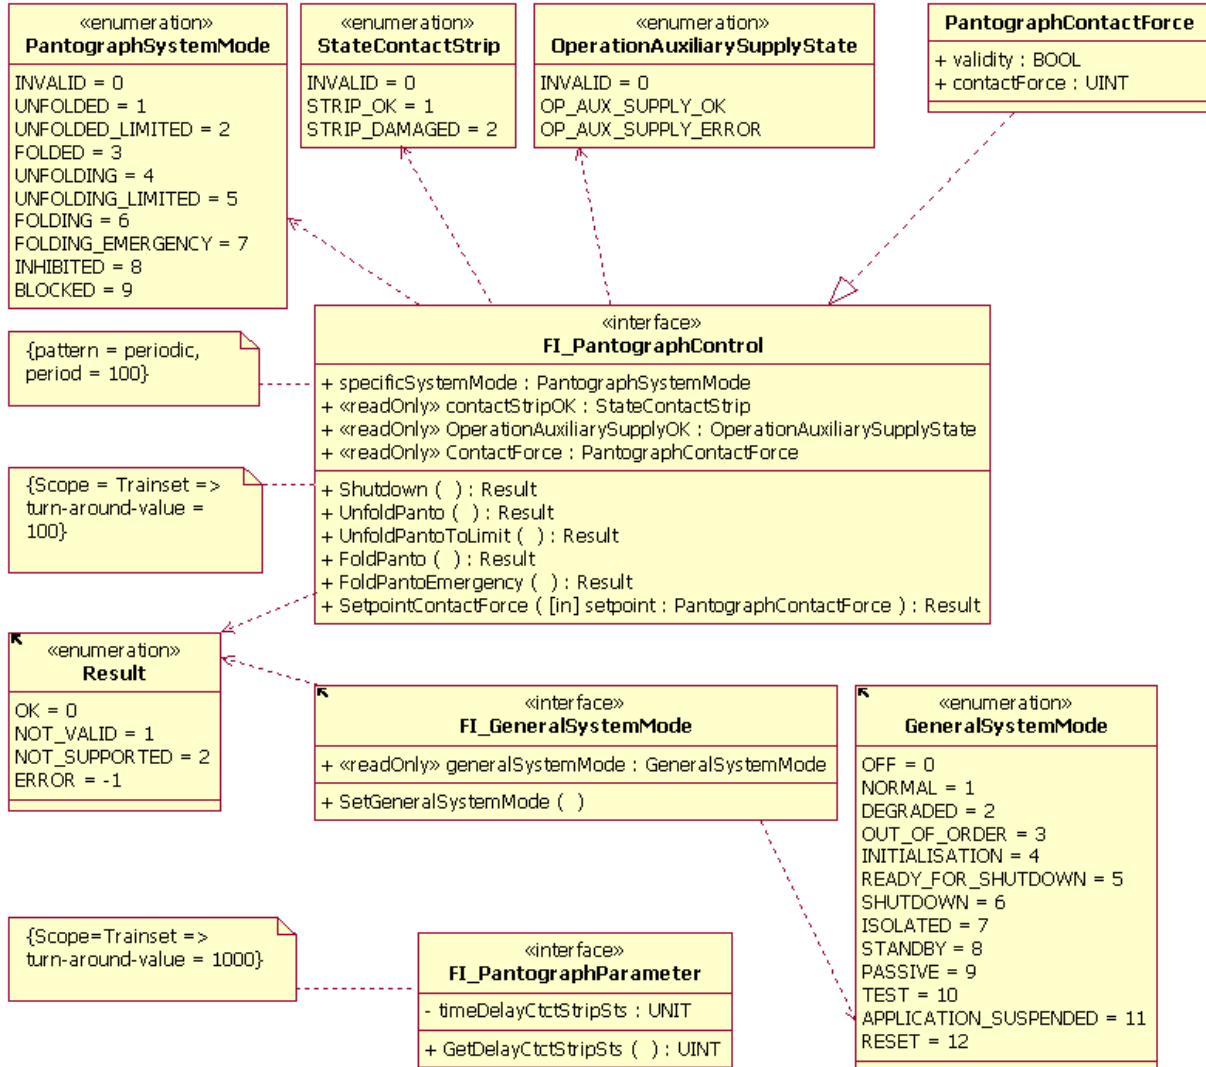 «enumeration»
PantographSystemMode
INVALID = 0
UNFOLDED = 1
UNFOLDED_LIMITED = 2
FOLDED = 3
UNFOLDING = 4
UNFOLDING_LIMITED = 5
FOLDING = 6
FOLDING_EMERGENCY = 7
INHIBITED = 8
BLOCKED = 9
«enumeration»
StateContactStrip
INVALID = 0
STRIP_OK = 1
STRIP_DAMAGED = 2
«enumeration»
OperationAuxiliarySupplyState
INVALID = 0
OP_AUX_SUPPLY_OK
OP_AUX_SUPPLY_ERROR
PantographContactForce
+ validity : BOOL
+ contactForce : UINT
{pattern = periodic,
period = 100}
«interface»
FI_PantographControl
+ specificSystemMode : PantographSystemMode
+ «readOnly» contactStripOK : StateContactStrip
+ «readOnly» OperationAuxiliarySupplyOK : OperationAuxiliarySupplyState
+ «readOnly» ContactForce : PantographContactForce
+ Shutdown ( ) : Result
+ UnfoldPanto ( ) : Result
+ UnfoldPantoToLimit ( ) : Result
+ FoldPanto ( ) : Result
+ FoldPantoEmergency ( ) : Result
+ SetpointContactForce ( [in] setpoint : PantographContactForce ) : Result
{Scope = Trainset =>
turn-around-value =
100}
«enumeration»
Result
OK = 0
NOT_VALID = 1
NOT_SUPPORTED = 2
ERROR = -1
«interface»
FI_GeneralSystemMode
+ «readOnly» generalSystemMode : GeneralSystemMode
+ SetGeneralSystemMode ( )
«enumeration»
GeneralSystemMode
OFF = 0
NORMAL = 1
DEGRADED = 2
OUT_OF_ORDER = 3
INITIALISATION = 4
READY_FOR_SHUTDOWN = 5
SHUTDOWN = 6
ISOLATED = 7
STANDBY = 8
PASSIVE = 9
TEST = 10
APPLICATION_SUSPENDED = 11
RESET = 12
{Scope=Trainset =>
turn-around-value = 1000}
«interface»
FI_PantographParameter
- timeDelayCtctStripSts : UNIT
+ GetDelayCtctStripSts ( ) : UINT